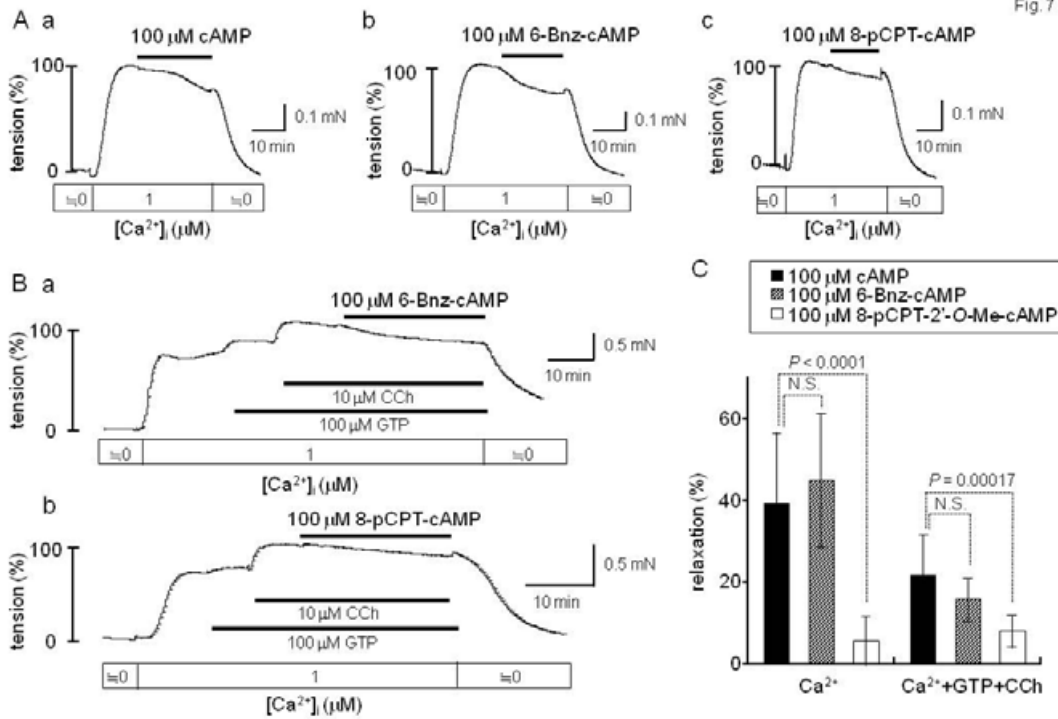 Fig. 7
A a
100 μM cAMP
tension (%)
100
0
0.1 mN
10 min
≒0 1 ≒0
[Ca²⁺]ᵢ (μM)
b
100 μM 6-Bnz-cAMP
tension (%)
100
0
0.1 mN
10 min
≒0 1 ≒0
[Ca²⁺]ᵢ (μM)
c
100 μM 8-pCPT-cAMP
tension (%)
100
0
0.1 mN
10 min
≒0 1 ≒0
[Ca²⁺]ᵢ (μM)
B a
100 μM 6-Bnz-cAMP
tension (%)
100
0
0.5 mN
10 min
10 μM CCh
100 μM GTP
≒0 1 ≒0
[Ca²⁺]ᵢ (μM)
b
100 μM 8-pCPT-cAMP
tension (%)
100
0
0.5 mN
10 min
10 μM CCh
100 μM GTP
≒0 1 ≒0
[Ca²⁺]ᵢ (μM)
C
100 μM cAMP
100 μM 6-Bnz-cAMP
100 μM 8-pCPT-2'-O-Me-cAMP
P < 0.0001
N.S.
P = 0.00017
N.S.
relaxation (%)
60
40
20
0
Ca²⁺ Ca²⁺+GTP+CCh